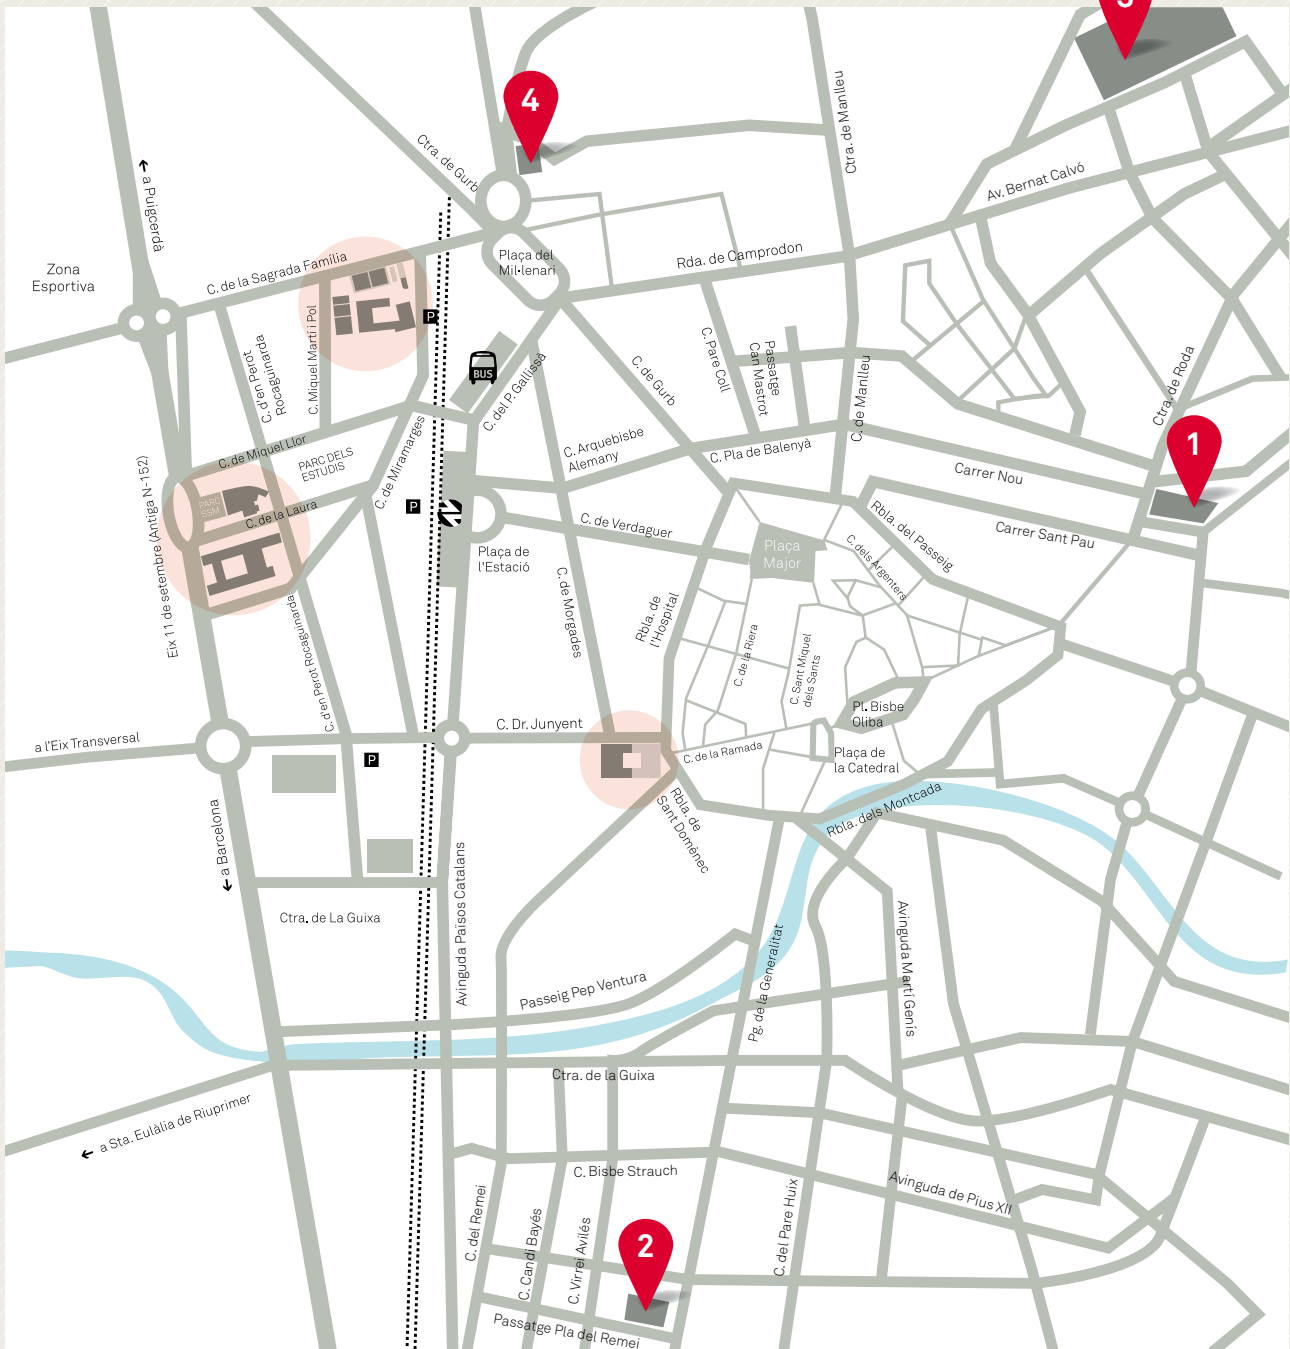 3
4
Ctra. de Gurb
Ctra. de Manlleu
Av. Bernat Calvó
a Puigcerdà
Zona
Esportiva
C. de la Sagrada Família
Plaça del
Mil·lenari
Rda. de Camprodon
P
C. d'en Perot
Rocaguinarda
C. Miquel Martí i Pol
BUS
C. del P. Gallissà
C. de Gurb
C. Pare Coll
Passatge
Can Mastrot
C. de Manlleu
Ctra. de Roda
1
C. de Miquel Llor
PARC DELS
ESTUDIS
C. de Miramarges
C. Arquebisbe
Alemany
C. Pla de Balenyà
Carrer Nou
Carrer Sant Pau
Eix 11 de setembre (Antiga N-152)
PARC
SSM
C. de la Laura
P
Plaça de
l'Estació
C. de Verdaguer
Plaça
Major
Rbla. del Passeig
C. dels Argenters
C. de Morgades
Rbla. de
l'Hospital
C. de la Riera
C. Sant Miquel
dels Sants
C. d'en Perot Rocaguinarda
Pl. Bisbe
Oliba
a l'Eix Transversal
P
C. Dr. Junyent
C. de la Ramada
Plaça de
la Catedral
a Barcelona
Rbla. de
Sant Domènec
Rbla. dels Montcada
Ctra. de La Guixa
Avinguda Països Catalans
Passeig Pep Ventura
Pg. de la Generalitat
Avinguda Martí Genís
Ctra. de la Guixa
a Sta. Eulàlia de Riuprimer
C. Bisbe Strauch
Avinguda de Pius XII
C. del Remei
C. Candi Bayés
C. Virrei Avilés
2
C. del Pare Huix
Passatge Pla del Remei